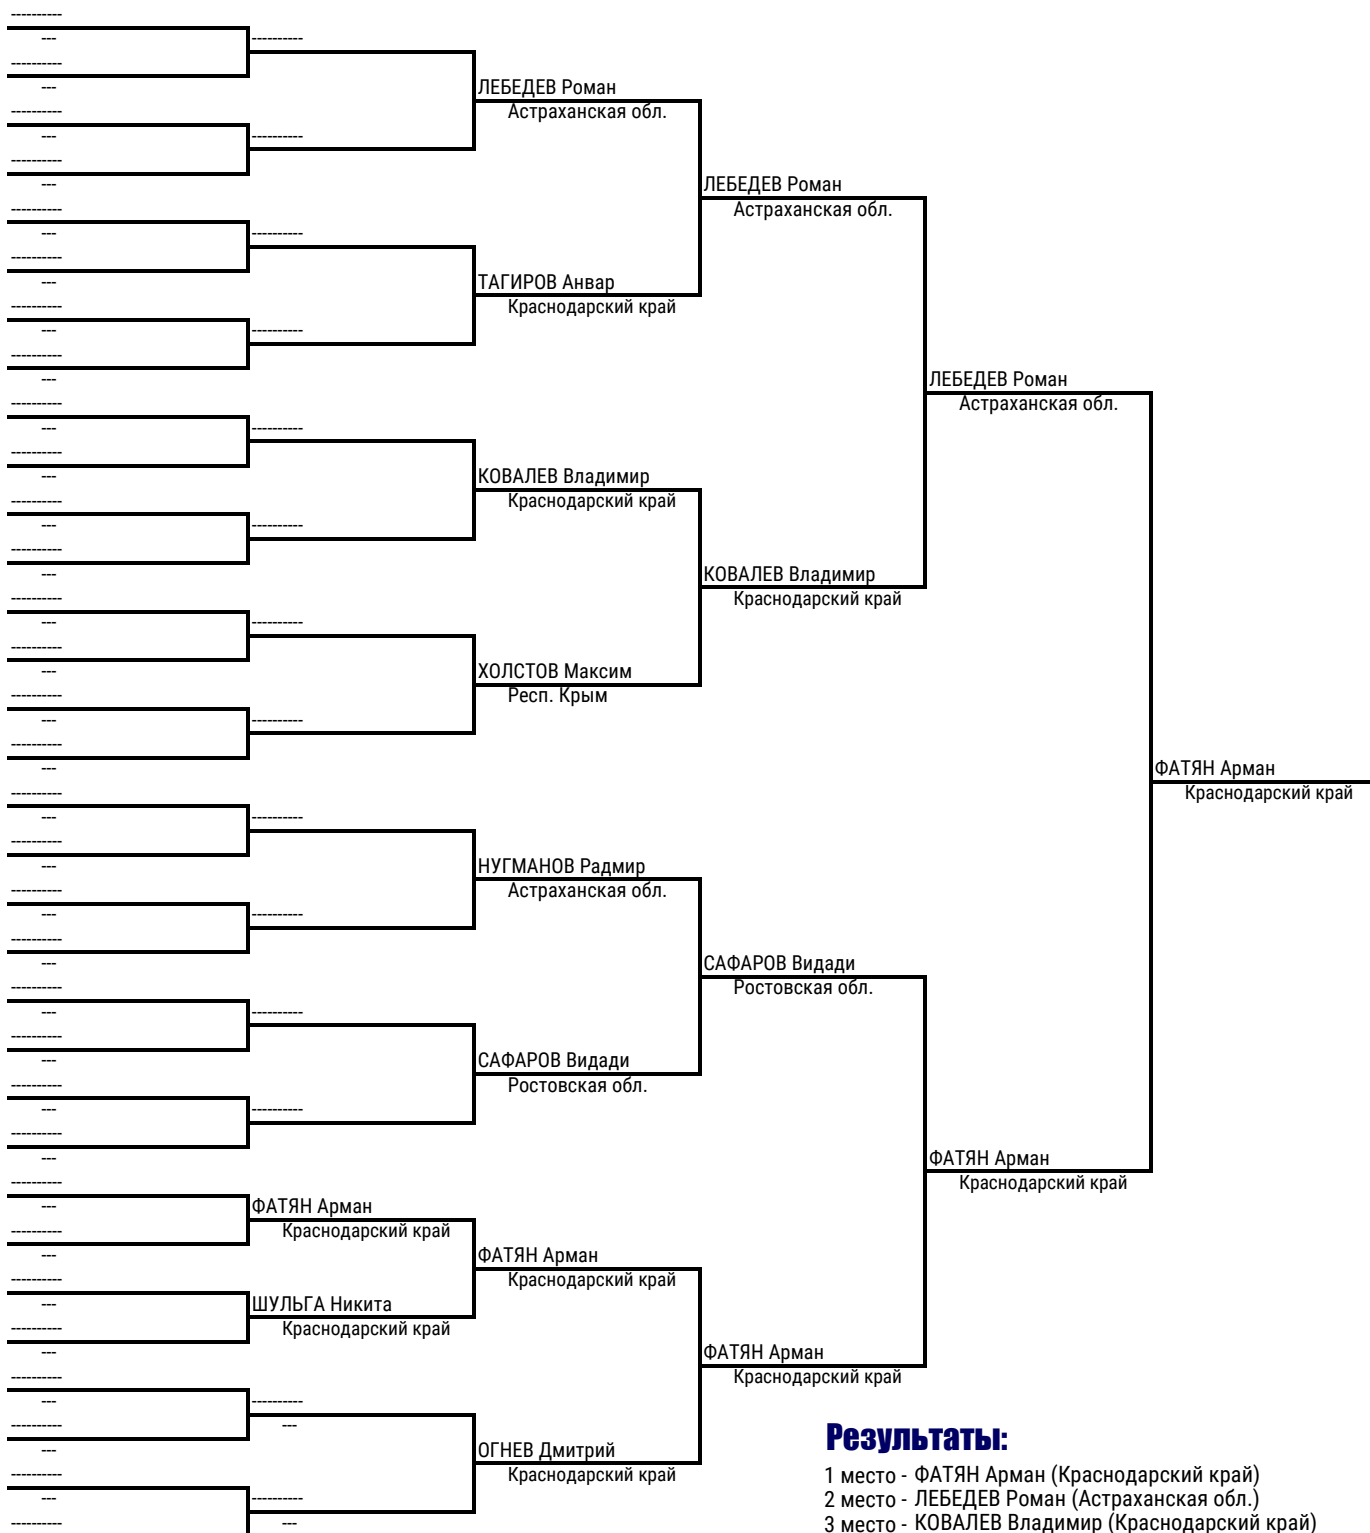 ----------
---
----------
----------
---
----------
---
----------
---
----------
---
----------
---
----------
---
----------
---
----------
---
----------
---
----------
---
----------
---
----------
---
----------
---
----------
---
----------
---
----------
---
ЛЕБЕДЕВ Роман
Астраханская обл.
ЛЕБЕДЕВ Роман
Астраханская обл.
ТАГИРОВ Анвар
Краснодарский край
ЛЕБЕДЕВ Роман
Астраханская обл.
КОВАЛЕВ Владимир
Краснодарский край
КОВАЛЕВ Владимир
Краснодарский край
ХОЛСТОВ Максим
Респ. Крым
ФАТЯН Арман
Краснодарский край
НУГМАНОВ Радмир
Астраханская обл.
САФАРОВ Видади
Ростовская обл.
САФАРОВ Видади
Ростовская обл.
ФАТЯН Арман
Краснодарский край
ФАТЯН Арман
Краснодарский край
ФАТЯН Арман
Краснодарский край
ШУЛЬГА Никита
Краснодарский край
ФАТЯН Арман
Краснодарский край
----------
---
ОГНЕВ Дмитрий
Краснодарский край
----------
---
Результаты:
1 место - ФАТЯН Арман (Краснодарский край)
2 место - ЛЕБЕДЕВ Роман (Астраханская обл.)
3 место - КОВАЛЕВ Владимир (Краснодарский край)